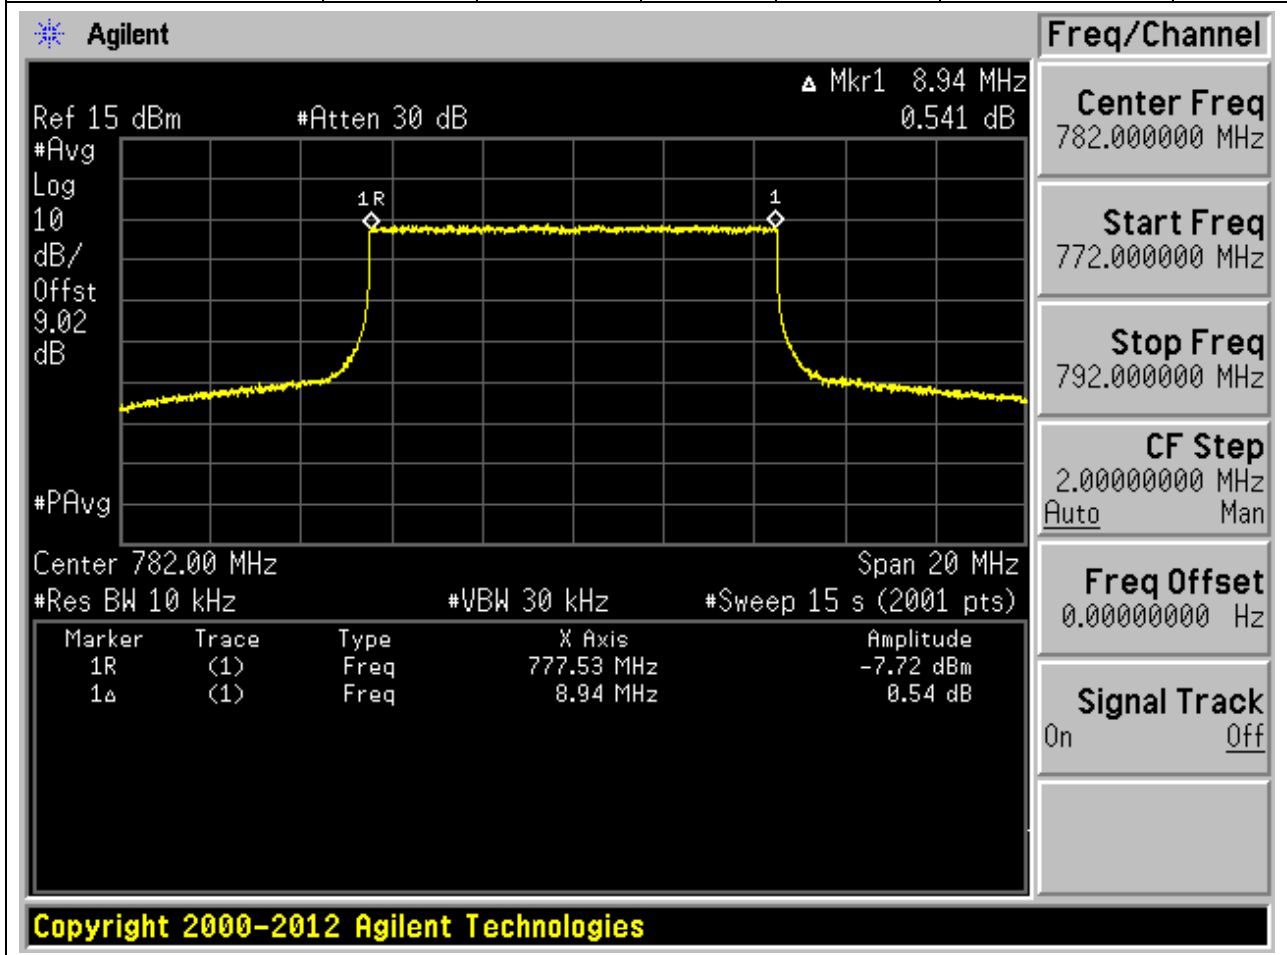 Agilent
Freq/Channel
▵ Mkr1 8.94 MHz
Ref 15 dBm #Atten 30 dB 0.541 dB
#Avg
Log
10
dB/
Offst
9.02
dB
1R
1
#PAvg
Center 782.00 MHz Span 20 MHz
#Res BW 10 kHz #VBW 30 kHz #Sweep 15 s (2001 pts)
Marker Trace Type X Axis Amplitude
1R (1) Freq 777.53 MHz -7.72 dBm
1▵ (1) Freq 8.94 MHz 0.54 dB
Center Freq
782.000000 MHz
Start Freq
772.000000 MHz
Stop Freq
792.000000 MHz
CF Step
2.00000000 MHz
Auto Man
Freq Offset
0.00000000 Hz
Signal Track
On Off
Copyright 2000-2012 Agilent Technologies